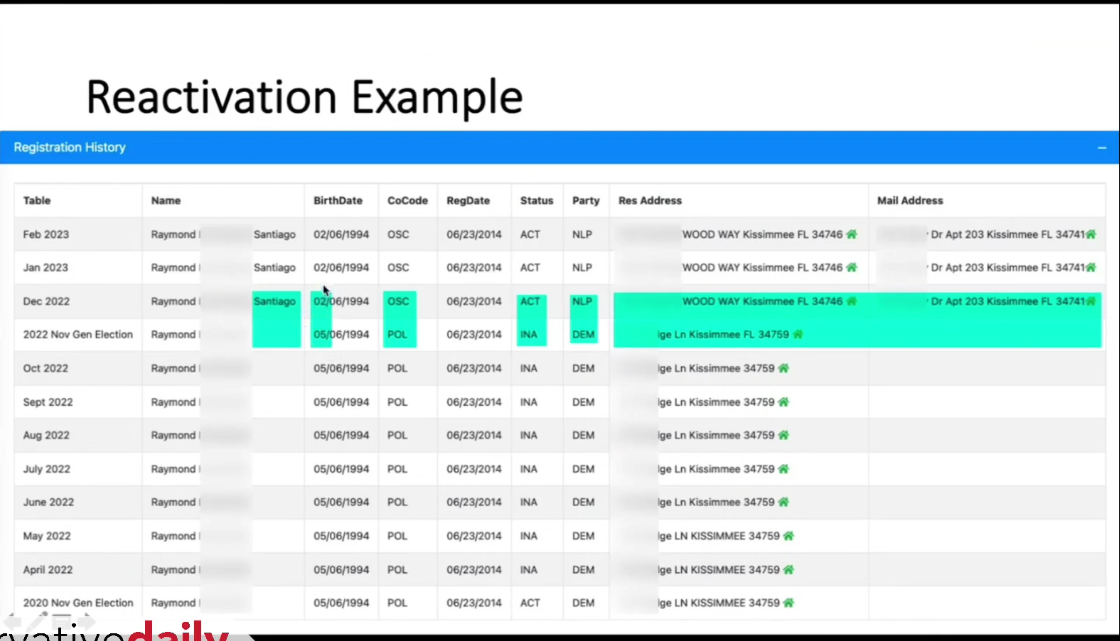 Reactivation Example
Registration History
Table Name BirthDate CoCode RegDate Status Party Res Address Mail Address
Feb 2023 Raymond Santiago 02/06/1994 OSC 06/23/2014 ACT NLP WOOD WAY Kissimmee FL 34746 Dr Apt 203 Kissimmee FL 34741
Jan 2023 Raymond Santiago 02/06/1994 OSC 06/23/2014 ACT NLP WOOD WAY Kissimmee FL 34746 Dr Apt 203 Kissimmee FL 34741
Dec 2022 Raymond Santiago 02/06/1994 OSC 06/23/2014 ACT NLP WOOD WAY Kissimmee FL 34746 Dr Apt 203 Kissimmee FL 34741
2022 Nov Gen Election Raymond 05/06/1994 POL 06/23/2014 INA DEM lge Ln Kissimmee FL 34759
Oct 2022 Raymond 05/06/1994 POL 06/23/2014 INA DEM lge Ln Kissimmee 34759
Sept 2022 Raymond 05/06/1994 POL 06/23/2014 INA DEM lge Ln Kissimmee 34759
Aug 2022 Raymond 05/06/1994 POL 06/23/2014 INA DEM lge Ln Kissimmee 34759
July 2022 Raymond 05/06/1994 POL 06/23/2014 INA DEM lge Ln Kissimmee 34759
June 2022 Raymond 05/06/1994 POL 06/23/2014 INA DEM lge Ln Kissimmee 34759
May 2022 Raymond 05/06/1994 POL 06/23/2014 INA DEM lge LN KISSIMMEE 34759
April 2022 Raymond 05/06/1994 POL 06/23/2014 INA DEM lge LN KISSIMMEE 34759
2020 Nov Gen Election Raymond 05/06/1994 POL 06/23/2014 ACT DEM lge LN KISSIMMEE 34759
rvativedaily